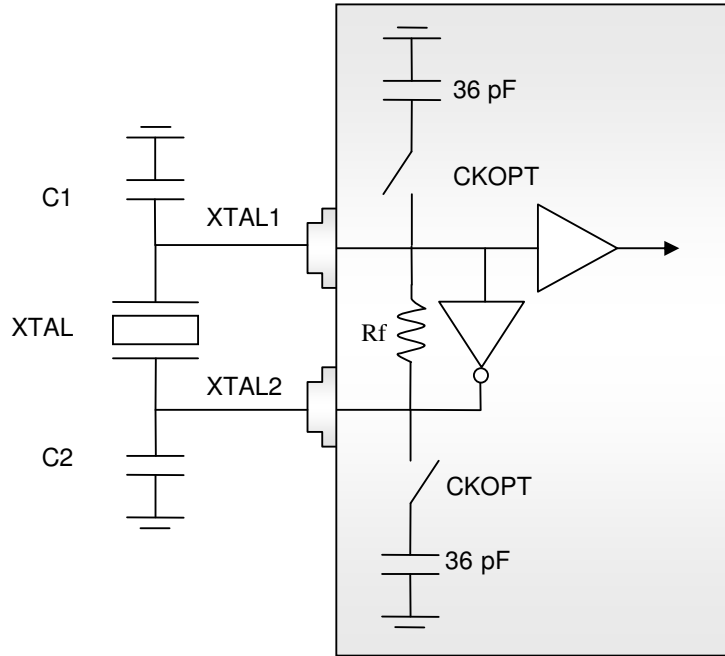 36 pF
CKOPT
C1
XTAL1
XTAL
Rf
XTAL2
C2
CKOPT
36 pF